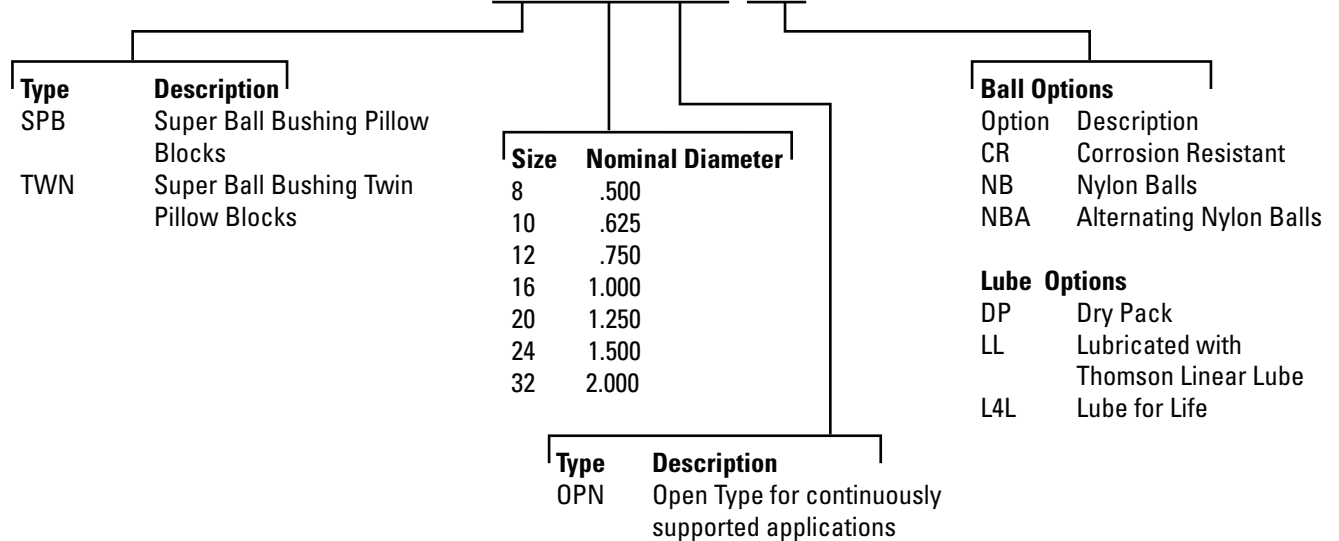 Type Description
SPB Super Ball Bushing Pillow
Blocks
TWN Super Ball Bushing Twin
Pillow Blocks
Size Nominal Diameter
8 .500
10 .625
12 .750
16 1.000
20 1.250
24 1.500
32 2.000
Type Description
OPN Open Type for continuously
supported applications
Ball Options
Option Description
CR Corrosion Resistant
NB Nylon Balls
NBA Alternating Nylon Balls
Lube Options
DP Dry Pack
LL Lubricated with
Thomson Linear Lube
L4L Lube for Life